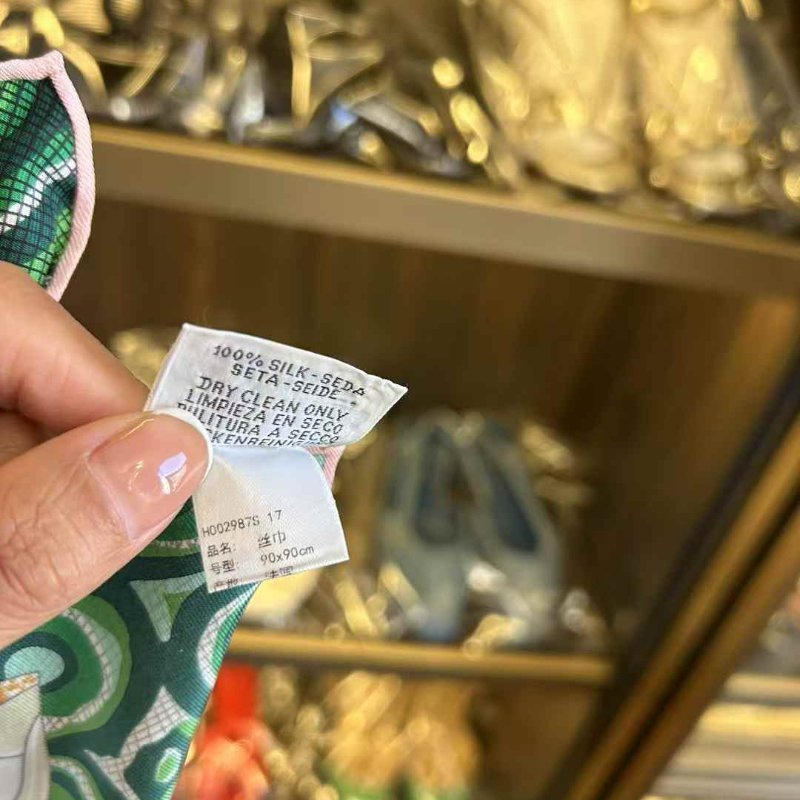 100% SILK-SEDA
SETA-SEIDE
DRY CLEAN ONLY
LIMPIEZA EN SECO
PULITURA A SECCO
H002987S 17
品名: 丝巾
号型: 90x90cm